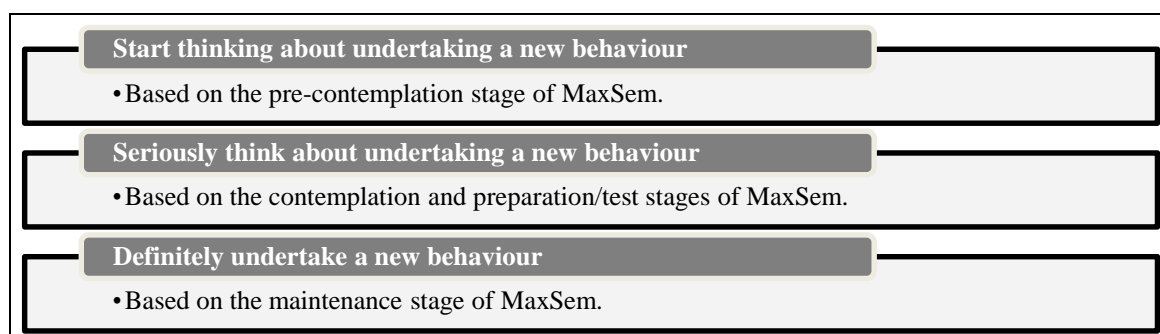 Start thinking about undertaking a new behaviour
•Based on the pre-contemplation stage of MaxSem.
Seriously think about undertaking a new behaviour
•Based on the contemplation and preparation/test stages of MaxSem.
Definitely undertake a new behaviour
•Based on the maintenance stage of MaxSem.